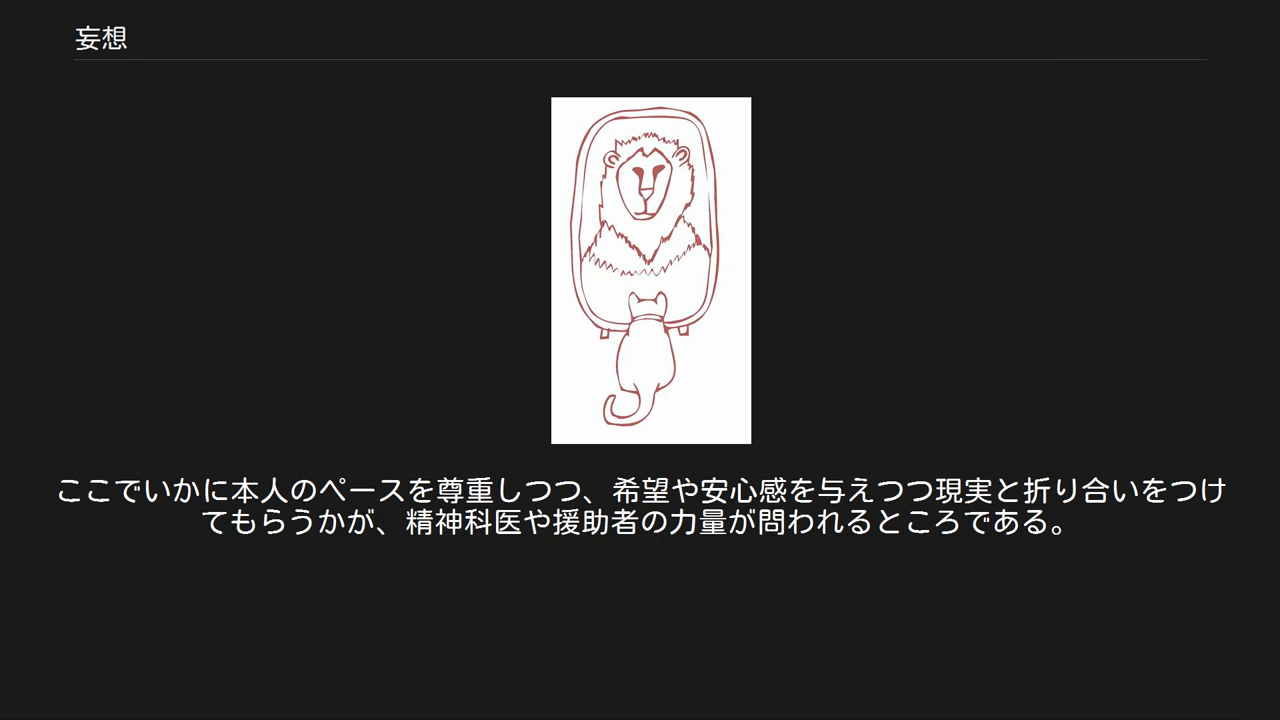 妄想
ここでいかに本人のペースを尊重しつつ、希望や安心感を与えつつ現実と折り合いをつけ
てもらうかが、精神科医や援助者の力量が問われるところである。